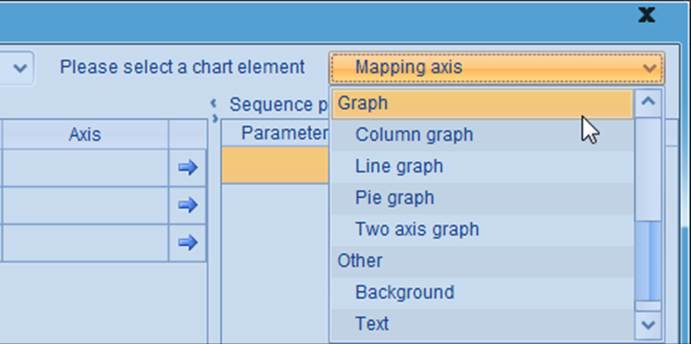 X
Please select a chart element
Mapping axis
Sequence p
Graph
Axis
Parameter
Column graph
Line graph
Pie graph
Two axis graph
Other
Background
Text